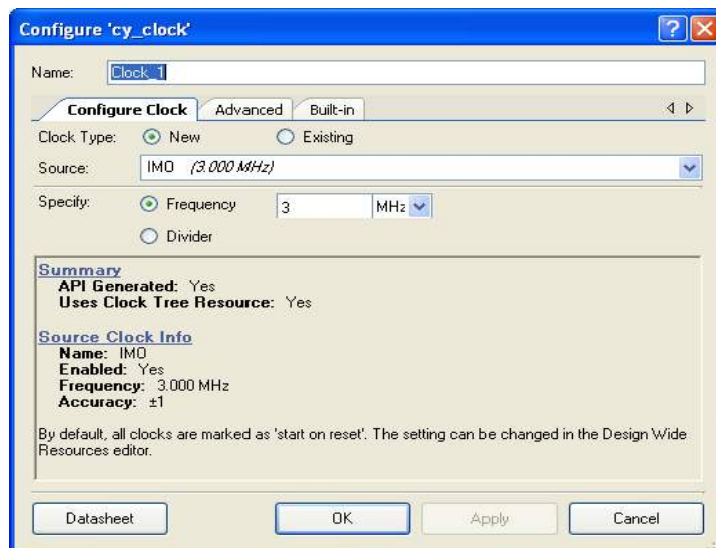 Configure 'cy_clock'
Name: Clock_1
Configure Clock Advanced Built-in
Clock Type: New Existing
Source: IMO (3.000 MHz)
Specify: Frequency 3 MHz
Divider
Summary
API Generated: Yes
Uses Clock Tree Resource: Yes
Source Clock Info
Name: IMO
Enabled: Yes
Frequency: 3.000 MHz
Accuracy: ±1
By default, all clocks are marked as 'start on reset'. The setting can be changed in the Design Wide
Resources editor.
Datasheet OK Apply Cancel